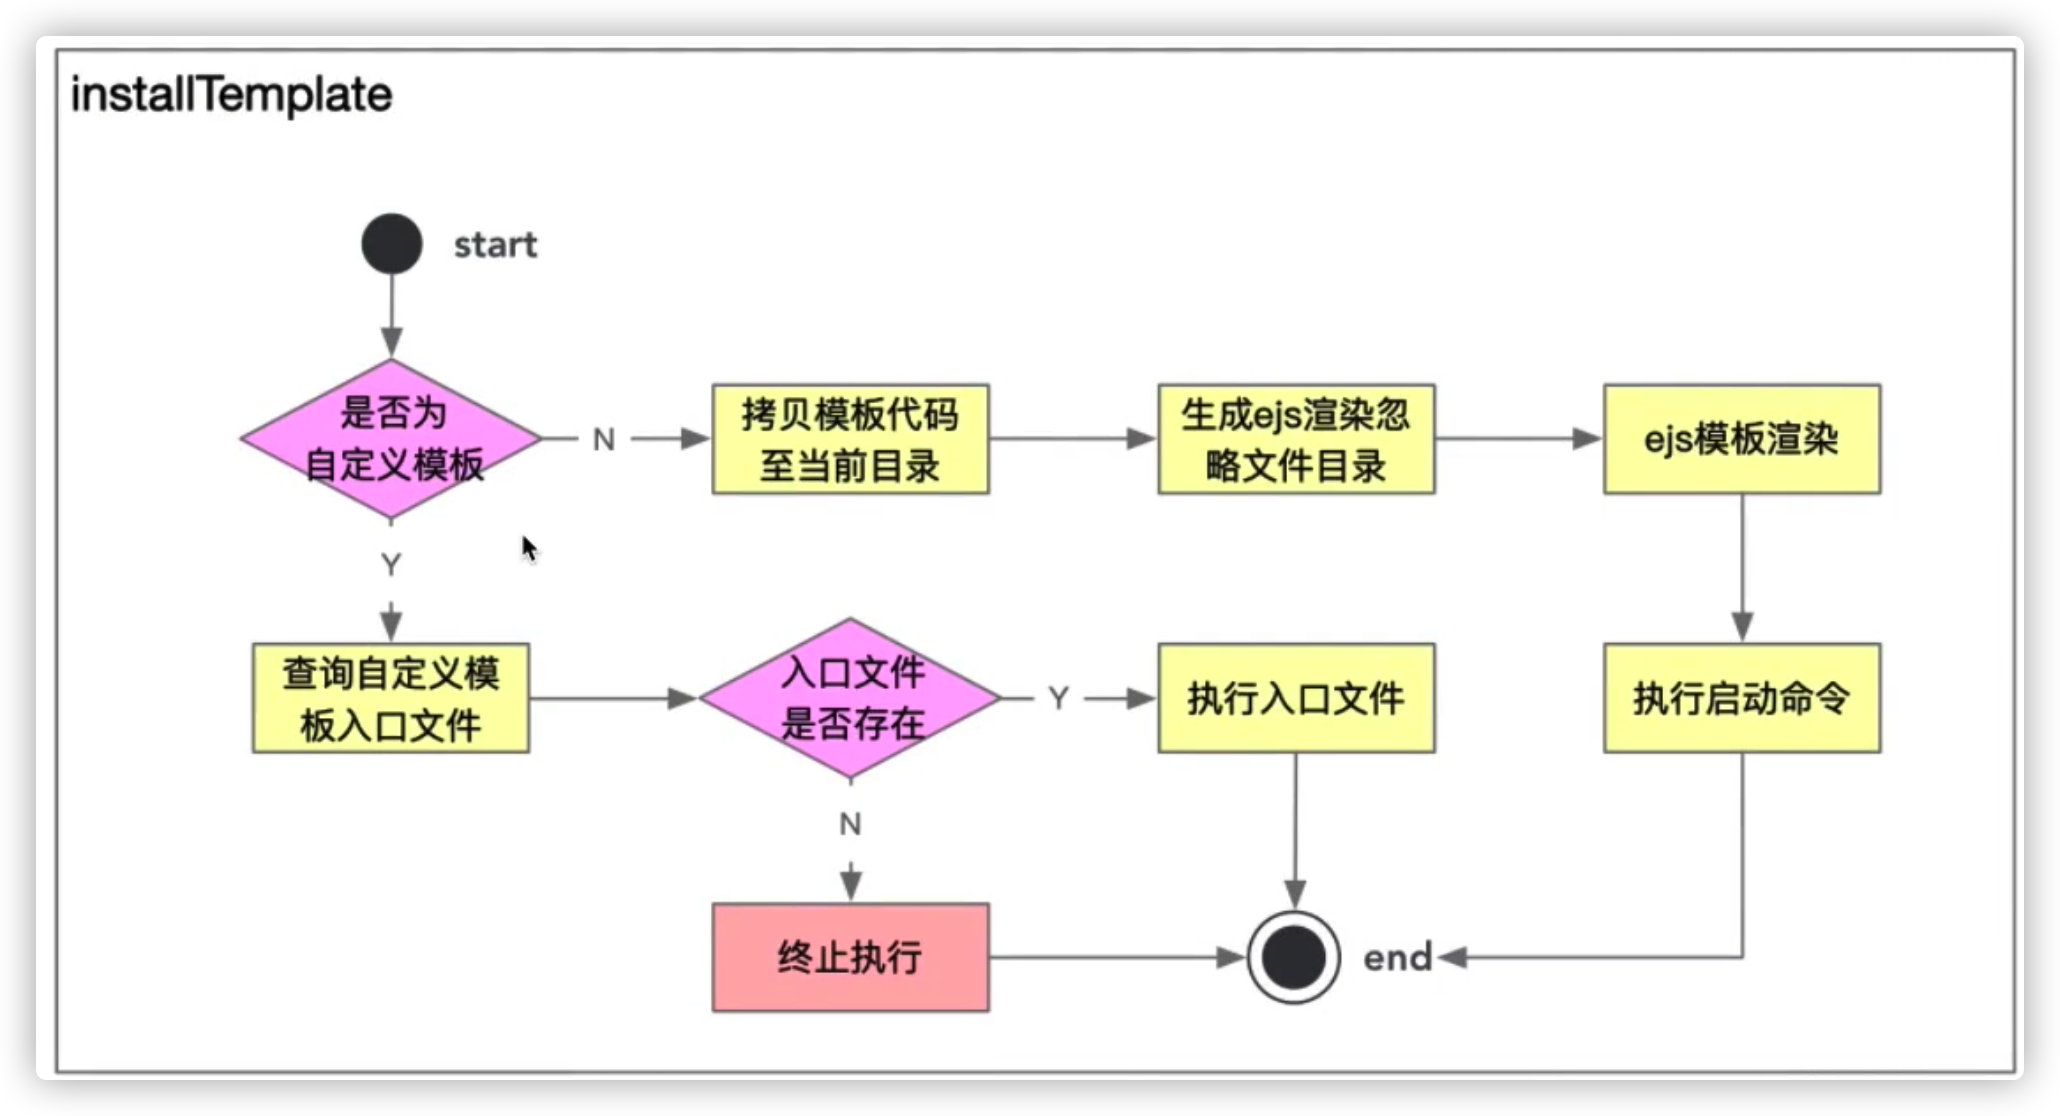 installTemplate
start
是否为
自定义模板
N
拷贝模板代码
至当前目录
生成ejs渲染忽
略文件目录
ejs模板渲染
Y
查询自定义模
板入口文件
入口文件
是否存在
Y
执行入口文件
执行启动命令
N
终止执行
end